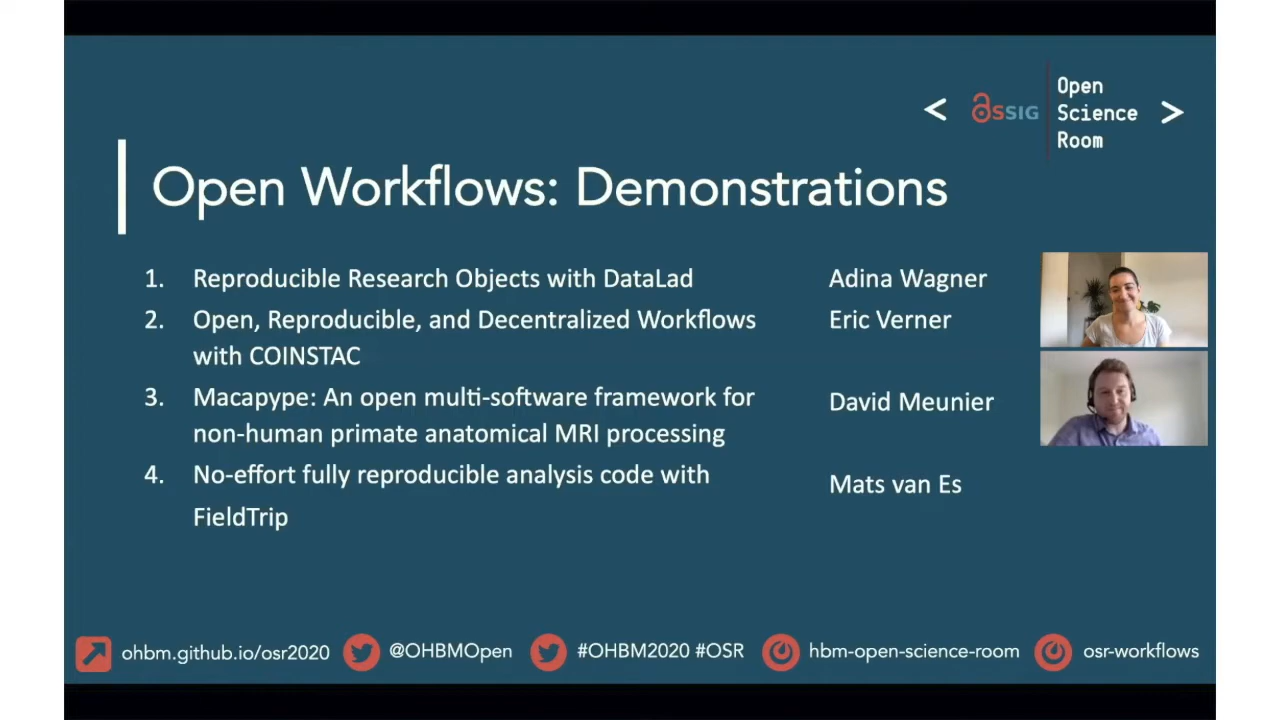 Open
OSSIG
Science
Room
Open Workflows: Demonstrations
1. Reproducible Research Objects with DataLad Adina Wagner
2. Open, Reproducible, and Decentralized Workflows Eric Verner
with COINSTAC
3. Macapype: An open multi-software framework for David Meunier
non-human primate anatomical MRI processing
4. No-effort fully reproducible analysis code with Mats van Es
FieldTrip
ohbm.github.io/osr2020 @OHBMOpen #OHBM2020 #OSR hbm-open-science-room osr-workflows